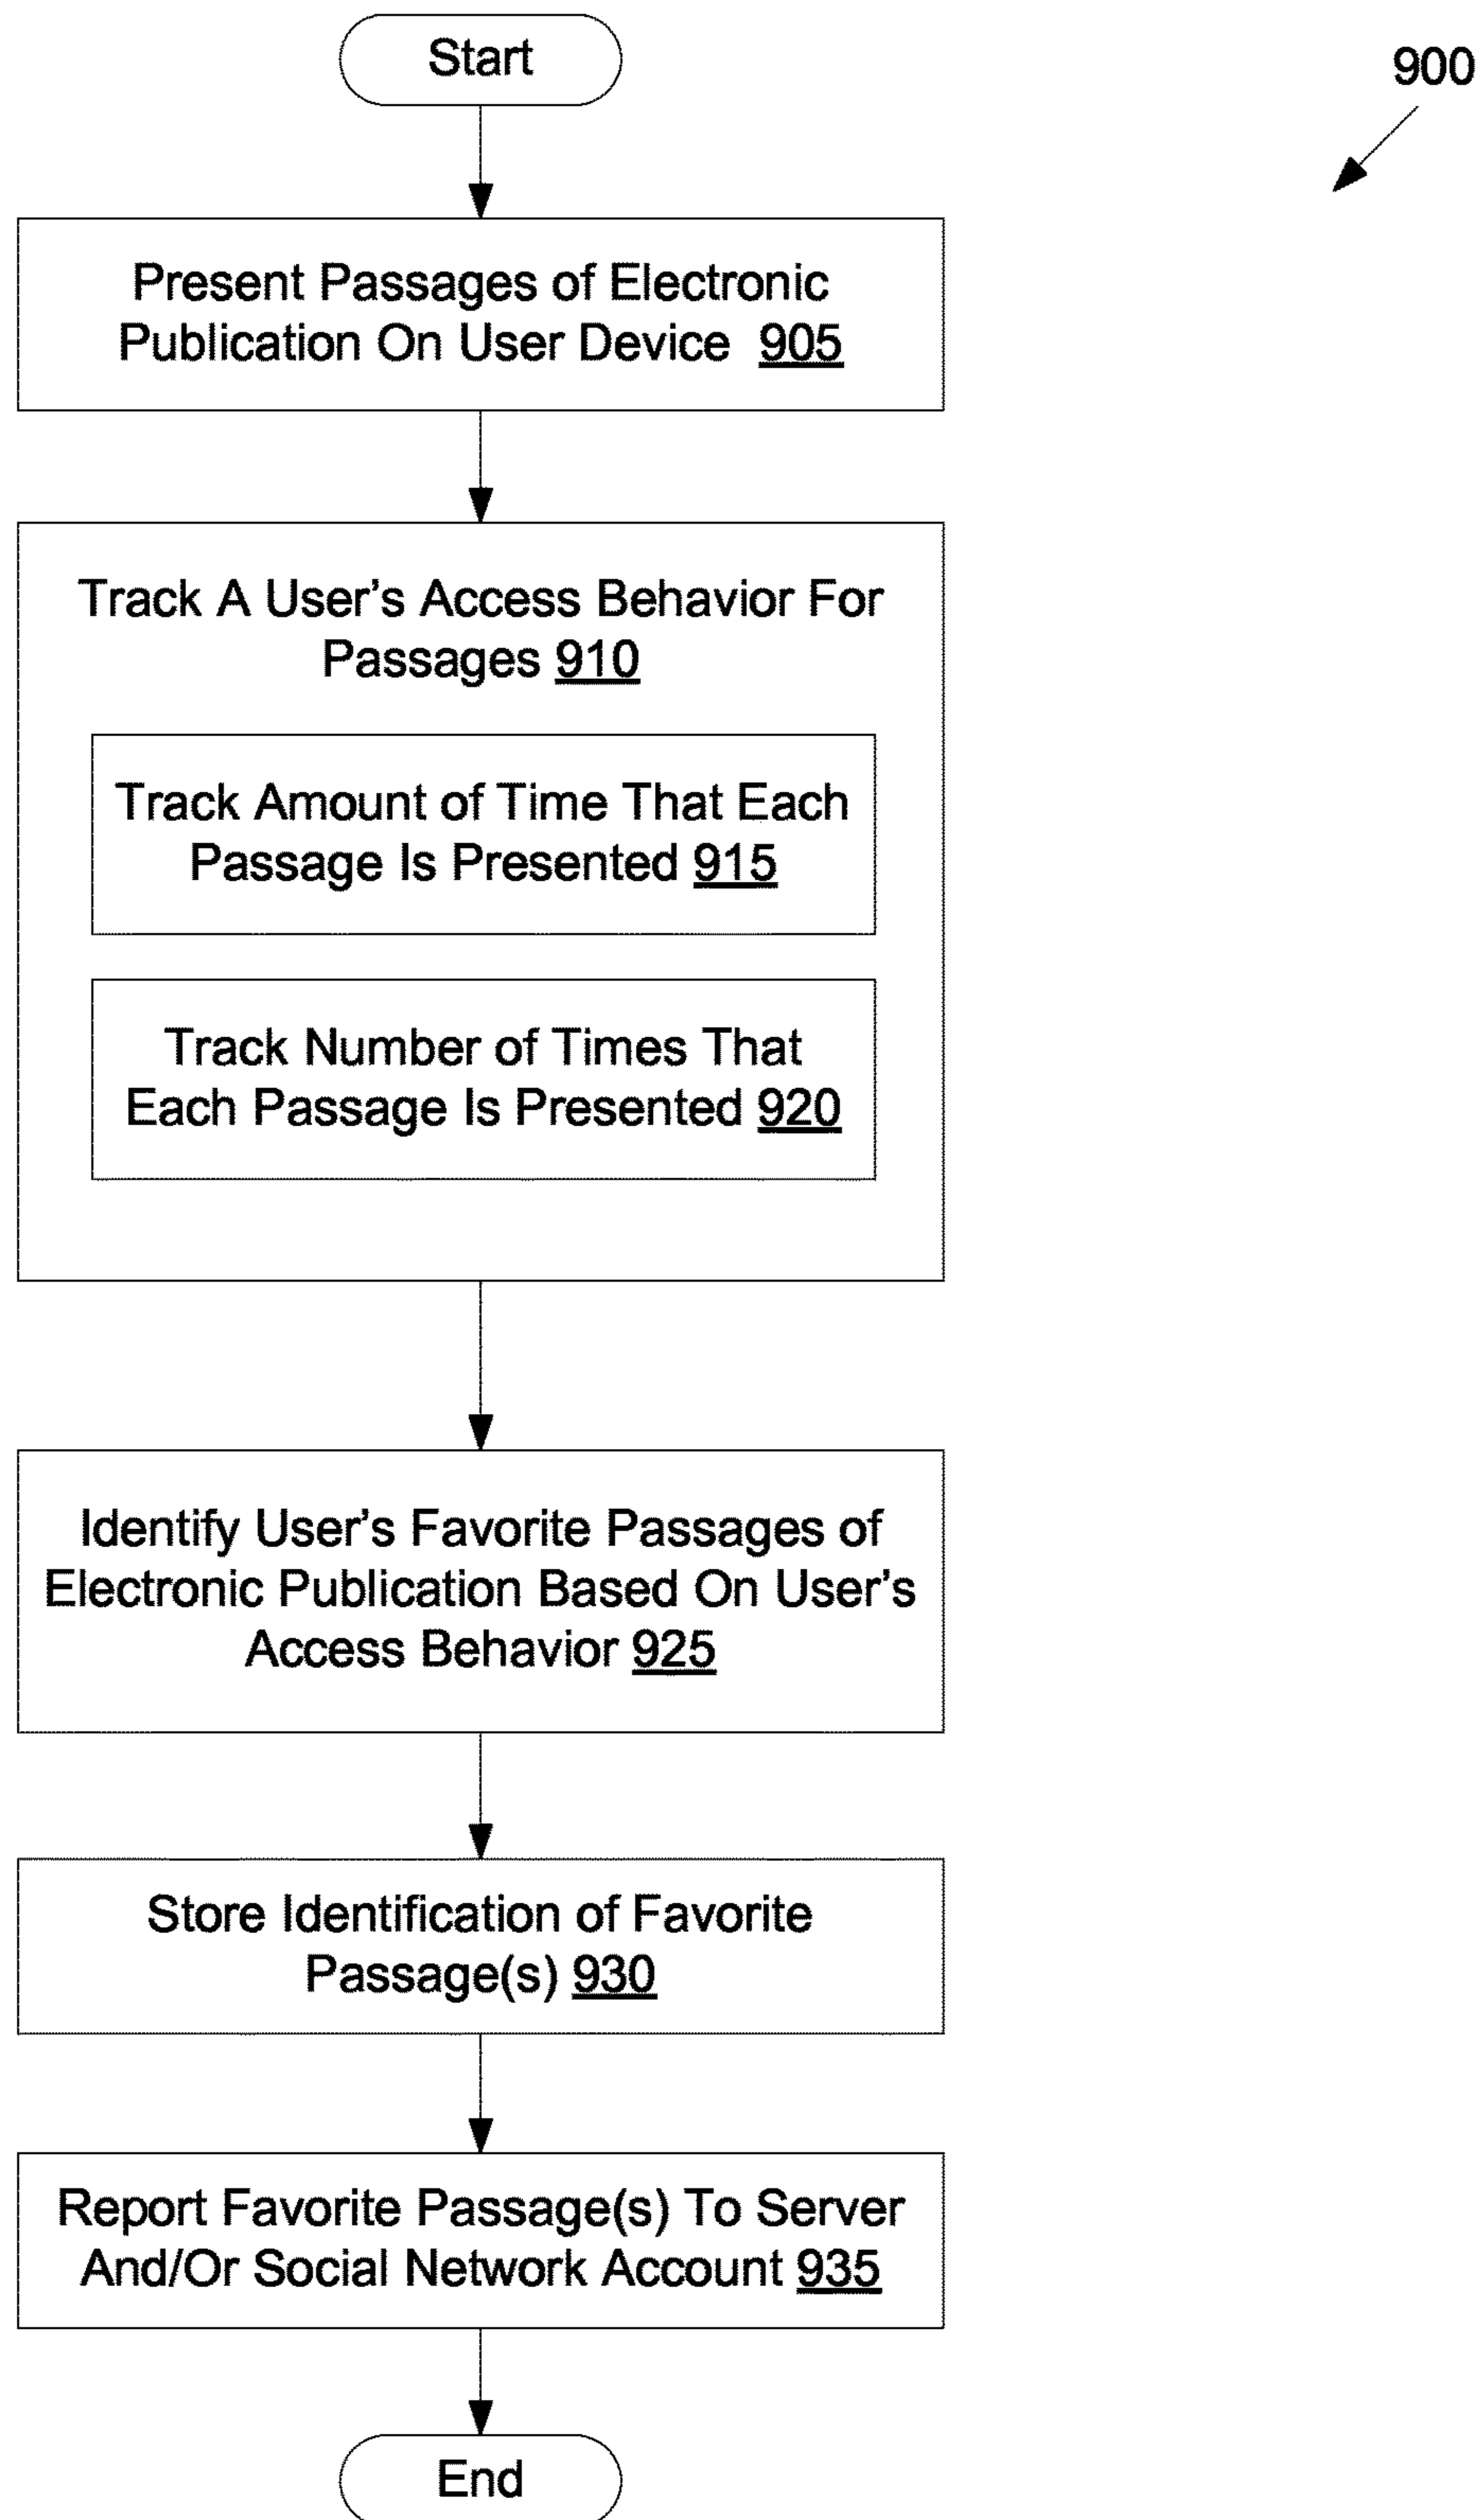 Start
900
Present Passages of Electronic
Publication On User Device 905
Track A User's Access Behavior For
Passages 910
Track Amount of Time That Each
Passage Is Presented 915
Track Number of Times That
Each Passage Is Presented 920
Identify User's Favorite Passages of
Electronic Publication Based On User's
Access Behavior 925
Store Identification of Favorite
Passage(s) 930
Report Favorite Passage(s) To Server
And/Or Social Network Account 935
End